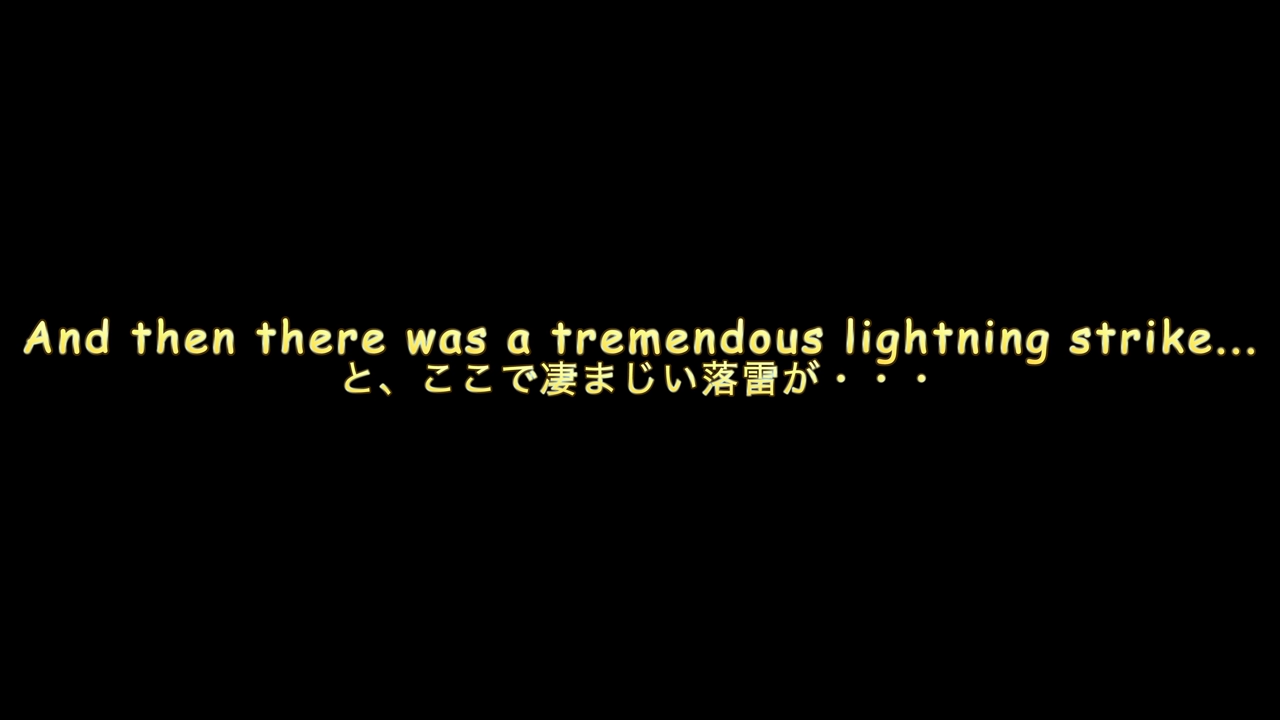 And then there was a tremendous lightning strike...
と、ここで凄まじい落雷が・・・